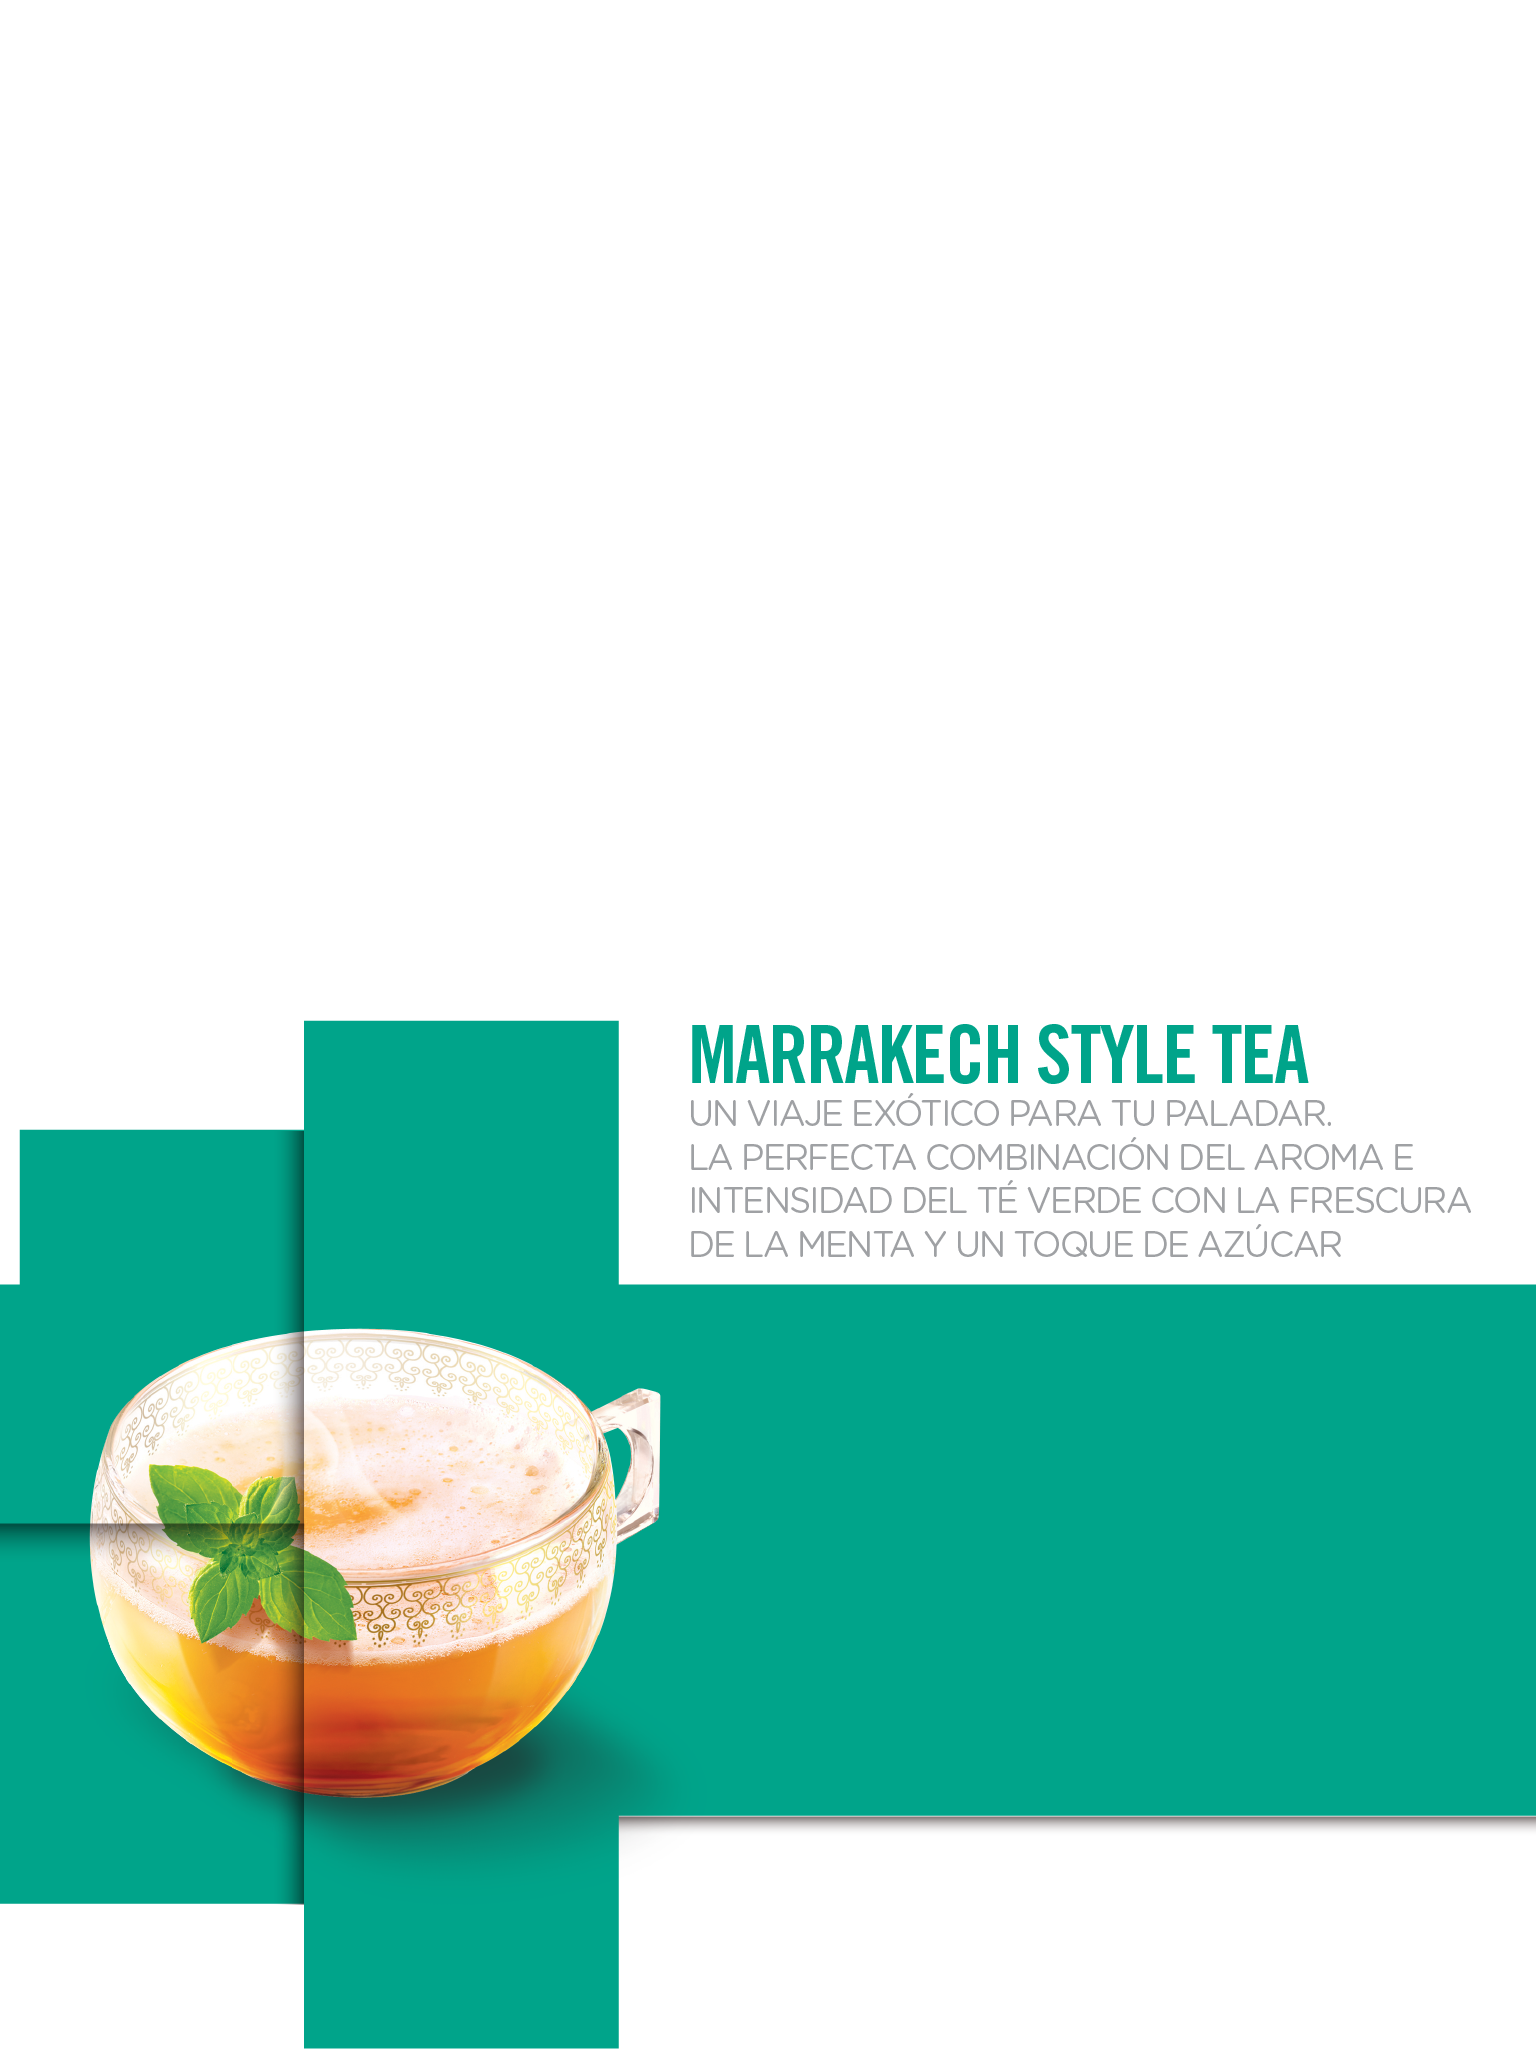 MARRAKECH STYLE TEA
UN VIAJE EXÓTICO PARA TU PALADAR.
LA PERFECTA COMBINACIÓN DEL AROMA E
INTENSIDAD DEL TÉ VERDE CON LA FRESCURA
DE LA MENTA Y UN TOQUE DE AZÚCAR